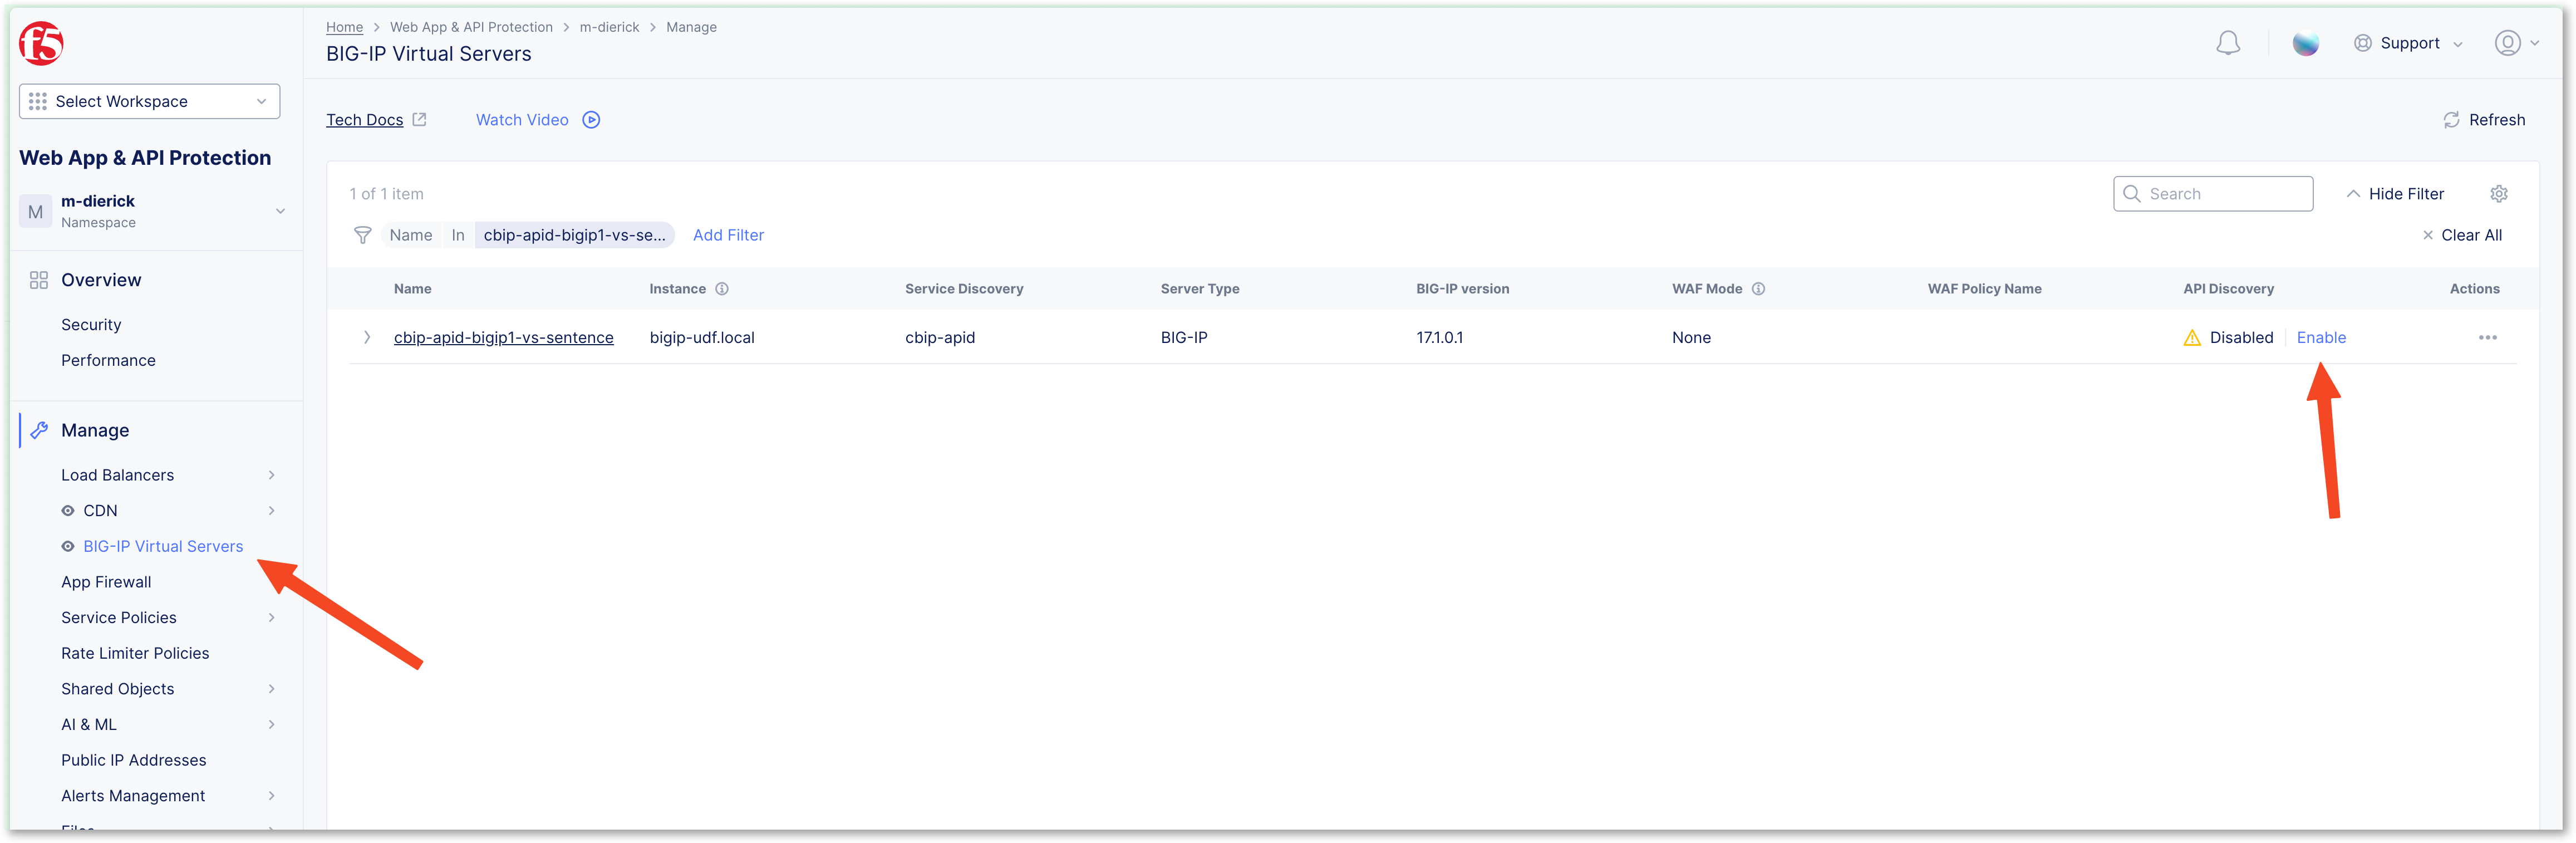 f5
Home > Web App & API Protection > m-dierick > Manage
BIG-IP Virtual Servers
Support
Select Workspace
Tech Docs
Watch Video
Refresh
Web App & API Protection
M
m-dierick
Namespace
1 of 1 item
Search
Hide Filter
Name In cbip-apid-bigip1-vs-se... Add Filter
Clear All
Name Instance Service Discovery Server Type BIG-IP version WAF Mode WAF Policy Name API Discovery Actions
cbip-apid-bigip1-vs-sentence bigip-udf.local cbip-apid BIG-IP 17.1.0.1 None Disabled Enable
Overview
Security
Performance
Manage
Load Balancers
CDN
BIG-IP Virtual Servers
App Firewall
Service Policies
Rate Limiter Policies
Shared Objects
AI & ML
Public IP Addresses
Alerts Management
Files